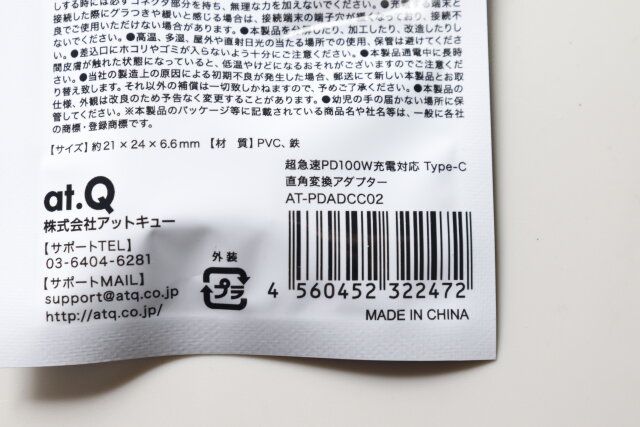 する時には必ずコネクタ部分を持ち、無理な力を加えないでください。●充電する端末と
接続した際にグラつきや緩いと感じる場合は、接続端末の端子穴が緩くなっており、接続不
良でご使用いただけない場合があります。●本製品を分解したり、加工したり、改造したりし
ないでください。●高温、多湿、屋外や直射日光の当たる場所での使用、保管は避けてくださ
い。●差込口にホコリやゴミが入らないよう十分にご注意ください。●本製品通電中に長時
間皮膚が触れた状態になっていると、低温やけどになるおそれがございますのでご注意くだ
さい。●当社の製造上の原因による初期不良が発生した場合、郵送にて新しい本製品とお取
り替え致します。それ以外の補償は一切致しかねますので、予めご了承ください。●本製品の
仕様、外観は改良のため予告なく変更することがあります。●幼児の手の届かない場所に保
管してください。※本製品のパッケージ等に記載されている商品名や社名等は、一般に各社
の商標・登録商標です。
【サイズ】約21×24×6.6mm 【材 質】PVC、鉄
超急速PD100W充電対応 Type-C
直角変換アダプター
AT-PDADCC02
at.Q
株式会社アットキュー
【サポートTEL】
03-6404-6281
【サポートMAIL】
support@atq.co.jp
http://atq.co.jp/
外装
プラ
4 560452 322472
MADE IN CHINA